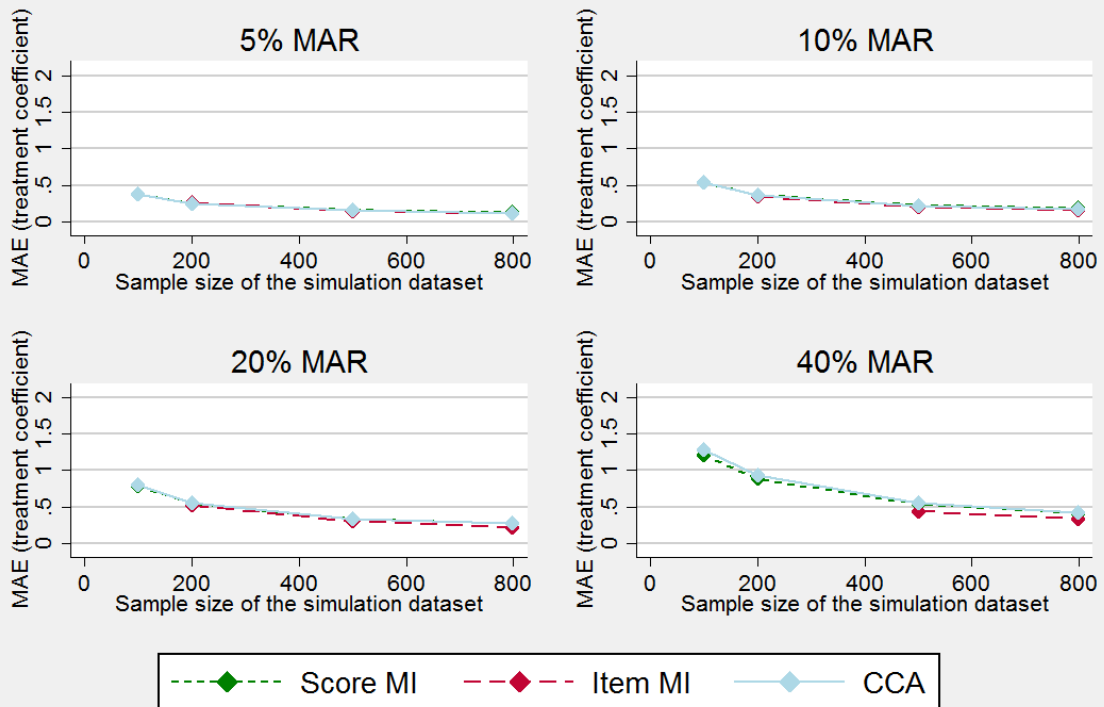 5% MAR
MAE (treatment coefficient)
0 .5 1 1.5 2
0 200 400 600 800
Sample size of the simulation dataset
10% MAR
MAE (treatment coefficient)
0 .5 1 1.5 2
0 200 400 600 800
Sample size of the simulation dataset
20% MAR
MAE (treatment coefficient)
0 .5 1 1.5 2
0 200 400 600 800
Sample size of the simulation dataset
40% MAR
MAE (treatment coefficient)
0 .5 1 1.5 2
0 200 400 600 800
Sample size of the simulation dataset
Score MI Item MI CCA